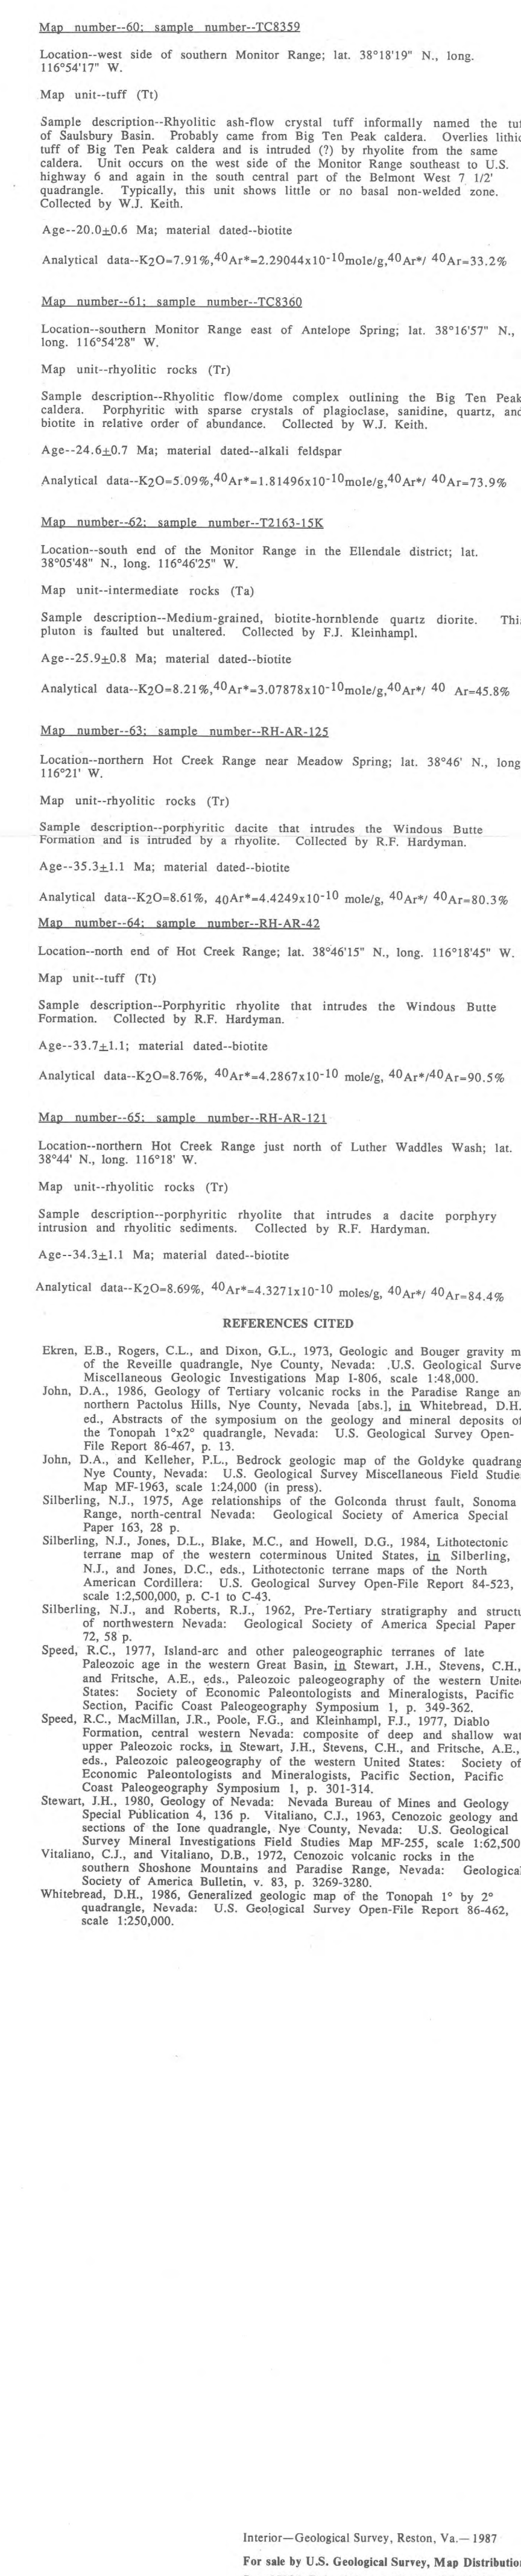 Map number--60; sample number--TC8359
Location--west side of southern Monitor Range; lat. 38°18'19" N., long.
116°54'17" W.
Map unit--tuff (Tt)
Sample description--Rhyolitic ash-flow crystal tuff informally named the tuf
of Saulsbury Basin. Probably came from Big Ten Peak caldera. Overlies lithic
tuff of Big Ten Peak caldera and is intruded (?) by rhyolite from the same
caldera. Unit occurs on the west side of the Monitor Range southeast to U.S.
highway 6 and again in the south central part of the Belmont West 7 1/2'
quadrangle. Typically, this unit shows little or no basal non-welded zone.
Collected by W.J. Keith.
Age--20.0±0.6 Ma; material dated--biotite
Analytical data--K2O=7.91%,40Ar*=2.29044x10-10mole/g,40Ar*/ 40Ar=33.2%
Map number--61; sample number--TC8360
Location--southern Monitor Range east of Antelope Spring; lat. 38°16'57" N.,
long. 116°54'28" W.
Map unit--rhyolitic rocks (Tr)
Sample description--Rhyolitic flow/dome complex outlining the Big Ten Peak
caldera. Porphyritic with sparse crystals of plagioclase, sanidine, quartz, and
biotite in relative order of abundance. Collected by W.J. Keith.
Age--24.6±0.7 Ma; material dated--alkali feldspar
Analytical data--K2O=5.09%,40Ar*=1.81496x10-10mole/g,40Ar*/ 40Ar=73.9%
Map number--62; sample number--T2163-15K
Location--south end of the Monitor Range in the Ellendale district; lat.
38°05'48" N., long. 116°46'25" W.
Map unit--intermediate rocks (Ta)
Sample description--Medium-grained, biotite-hornblende quartz diorite. Thi
pluton is faulted but unaltered. Collected by F.J. Kleinhampl.
Age--25.9±0.8 Ma; material dated--biotite
Analytical data--K2O=8.21%,40Ar*=3.07878x10-10mole/g,40Ar*/ 40 Ar=45.8%
Map number--63; sample number--RH-AR-125
Location--northern Hot Creek Range near Meadow Spring; lat. 38°46' N., long
116°21' W.
Map unit--rhyolitic rocks (Tr)
Sample description--porphyritic dacite that intrudes the Windous Butte
Formation and is intruded by a rhyolite. Collected by R.F. Hardyman.
Age--35.3±1.1 Ma; material dated--biotite
Analytical data--K2O=8.61%, 40Ar*=4.4249x10-10 mole/g, 40Ar*/ 40Ar=80.3%
Map number--64; sample number--RH-AR-42
Location--north end of Hot Creek Range; lat. 38°46'15" N., long. 116°18'45" W.
Map unit--tuff (Tt)
Sample description--Porphyritic rhyolite that intrudes the Windous Butte
Formation. Collected by R.F. Hardyman.
Age--33.7±1.1; material dated--biotite
Analytical data--K2O=8.76%, 40Ar*=4.2867x10-10 mole/g, 40Ar*/40Ar=90.5%
Map number--65; sample number--RH-AR-121
Location--northern Hot Creek Range just north of Luther Waddles Wash; lat.
38°44' N., long. 116°18' W.
Map unit--rhyolitic rocks (Tr)
Sample description--porphyritic rhyolite that intrudes a dacite porphyry
intrusion and rhyolitic sediments. Collected by R.F. Hardyman.
Age--34.3±1.1 Ma; material dated--biotite
Analytical data--K2O=8.69%, 40Ar*=4.3271x10-10 moles/g, 40Ar*/ 40Ar=84.4%
REFERENCES CITED
Ekren, E.B., Rogers, C.L., and Dixon, G.L., 1973, Geologic and Bouger gravity m
of the Reveille quadrangle, Nye County, Nevada: .U.S. Geological Surve
Miscellaneous Geologic Investigations Map I-806, scale 1:48,000.
John, D.A., 1986, Geology of Tertiary volcanic rocks in the Paradise Range an
northern Pactolus Hills, Nye County, Nevada [abs.], in Whitebread, D.H.
ed., Abstracts of the symposium on the geology and mineral deposits of
the Tonopah 1°x2° quadrangle, Nevada: U.S. Geological Survey Open-
File Report 86-467, p. 13.
John, D.A., and Kelleher, P.L., Bedrock geologic map of the Goldyke quadrang
Nye County, Nevada: U.S. Geological Survey Miscellaneous Field Studie
Map MF-1963, scale 1:24,000 (in press).
Silberling, N.J., 1975, Age relationships of the Golconda thrust fault, Sonoma
Range, north-central Nevada: Geological Society of America Special
Paper 163, 28 p.
Silberling, N.J., Jones, D.L., Blake, M.C., and Howell, D.G., 1984, Lithotectonic
terrane map of the western coterminous United States, in Silberling,
N.J., and Jones, D.C., eds., Lithotectonic terrane maps of the North
American Cordillera: U.S. Geological Survey Open-File Report 84-523,
scale 1:2,500,000, p. C-1 to C-43.
Silberling, N.J., and Roberts, R.J., 1962, Pre-Tertiary stratigraphy and structu
of northwestern Nevada: Geological Society of America Special Paper
72, 58 p.
Speed, R.C., 1977, Island-arc and other paleogeographic terranes of late
Paleozoic age in the western Great Basin, in Stewart, J.H., Stevens, C.H.,
and Fritsche, A.E., eds., Paleozoic paleogeography of the western Unite
States: Society of Economic Paleontologists and Mineralogists, Pacific
Section, Pacific Coast Paleogeography Symposium 1, p. 349-362.
Speed, R.C., MacMillan, J.R., Poole, F.G., and Kleinhampl, F.J., 1977, Diablo
Formation, central western Nevada: composite of deep and shallow wat
upper Paleozoic rocks, in Stewart, J.H., Stevens, C.H., and Fritsche, A.E.,
eds., Paleozoic paleogeography of the western United States: Society of
Economic Paleontologists and Mineralogists, Pacific Section, Pacific
Coast Paleogeography Symposium 1, p. 301-314.
Stewart, J.H., 1980, Geology of Nevada: Nevada Bureau of Mines and Geology
Special Publication 4, 136 p. Vitaliano, C.J., 1963, Cenozoic geology and
sections of the Ione quadrangle, Nye County, Nevada: U.S. Geological
Survey Mineral Investigations Field Studies Map MF-255, scale 1:62,500
Vitaliano, C.J., and Vitaliano, D.B., 1972, Cenozoic volcanic rocks in the
southern Shoshone Mountains and Paradise Range, Nevada: Geological
Society of America Bulletin, v. 83, p. 3269-3280.
Whitebread, D.H., 1986, Generalized geologic map of the Tonopah 1° by 2°
quadrangle, Nevada: U.S. Geological Survey Open-File Report 86-462,
scale 1:250,000.
Interior—Geological Survey, Reston, Va.—1987
For sale by U.S. Geological Survey, Map Distributio